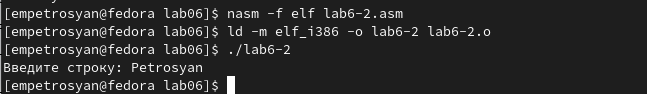 [empetrosyan@fedora lab06]$ nasm -f elf lab6-2.asm
[empetrosyan@fedora lab06]$ ld -m elf_i386 -o lab6-2 lab6-2.o
[empetrosyan@fedora lab06]$ ./lab6-2
Введите строку: Petrosyan
[empetrosyan@fedora lab06]$